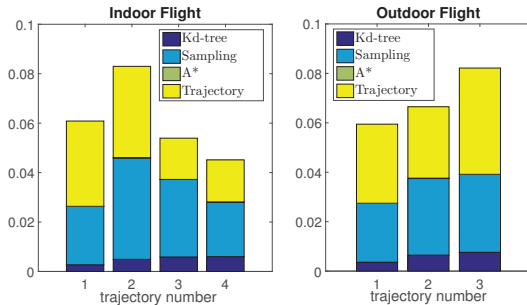 Indoor Flight
0.1
0.08
0.06
0.04
0.02
0
Kd-tree
Sampling
A*
Trajectory
1 2 3 4
trajectory number
Outdoor Flight
0.1
0.08
0.06
0.04
0.02
0
Kd-tree
Sampling
A*
Trajectory
1 2 3
trajectory number